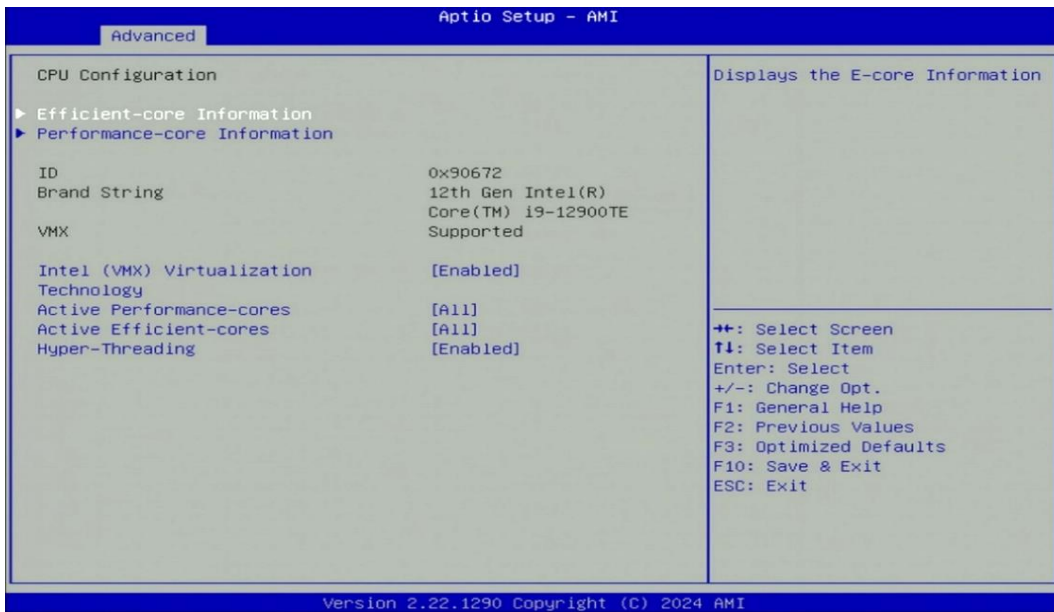 Aptio Setup - AMI
Advanced
CPU Configuration
Efficient-core Information
Performance-core Information
ID 0x90672
Brand String 12th Gen Intel(R)
Core(TM) i9-12900TE
VMX Supported
Intel (VMX) Virtualization [Enabled]
Technology
Active Performance-cores [All]
Active Efficient-cores [All]
Hyper-Threading [Enabled]
Displays the E-core Information
→←: Select Screen
↑↓: Select Item
Enter: Select
+/-: Change Opt.
F1: General Help
F2: Previous Values
F3: Optimized Defaults
F10: Save & Exit
ESC: Exit
Version 2.22.1290 Copyright (C) 2024 AMI